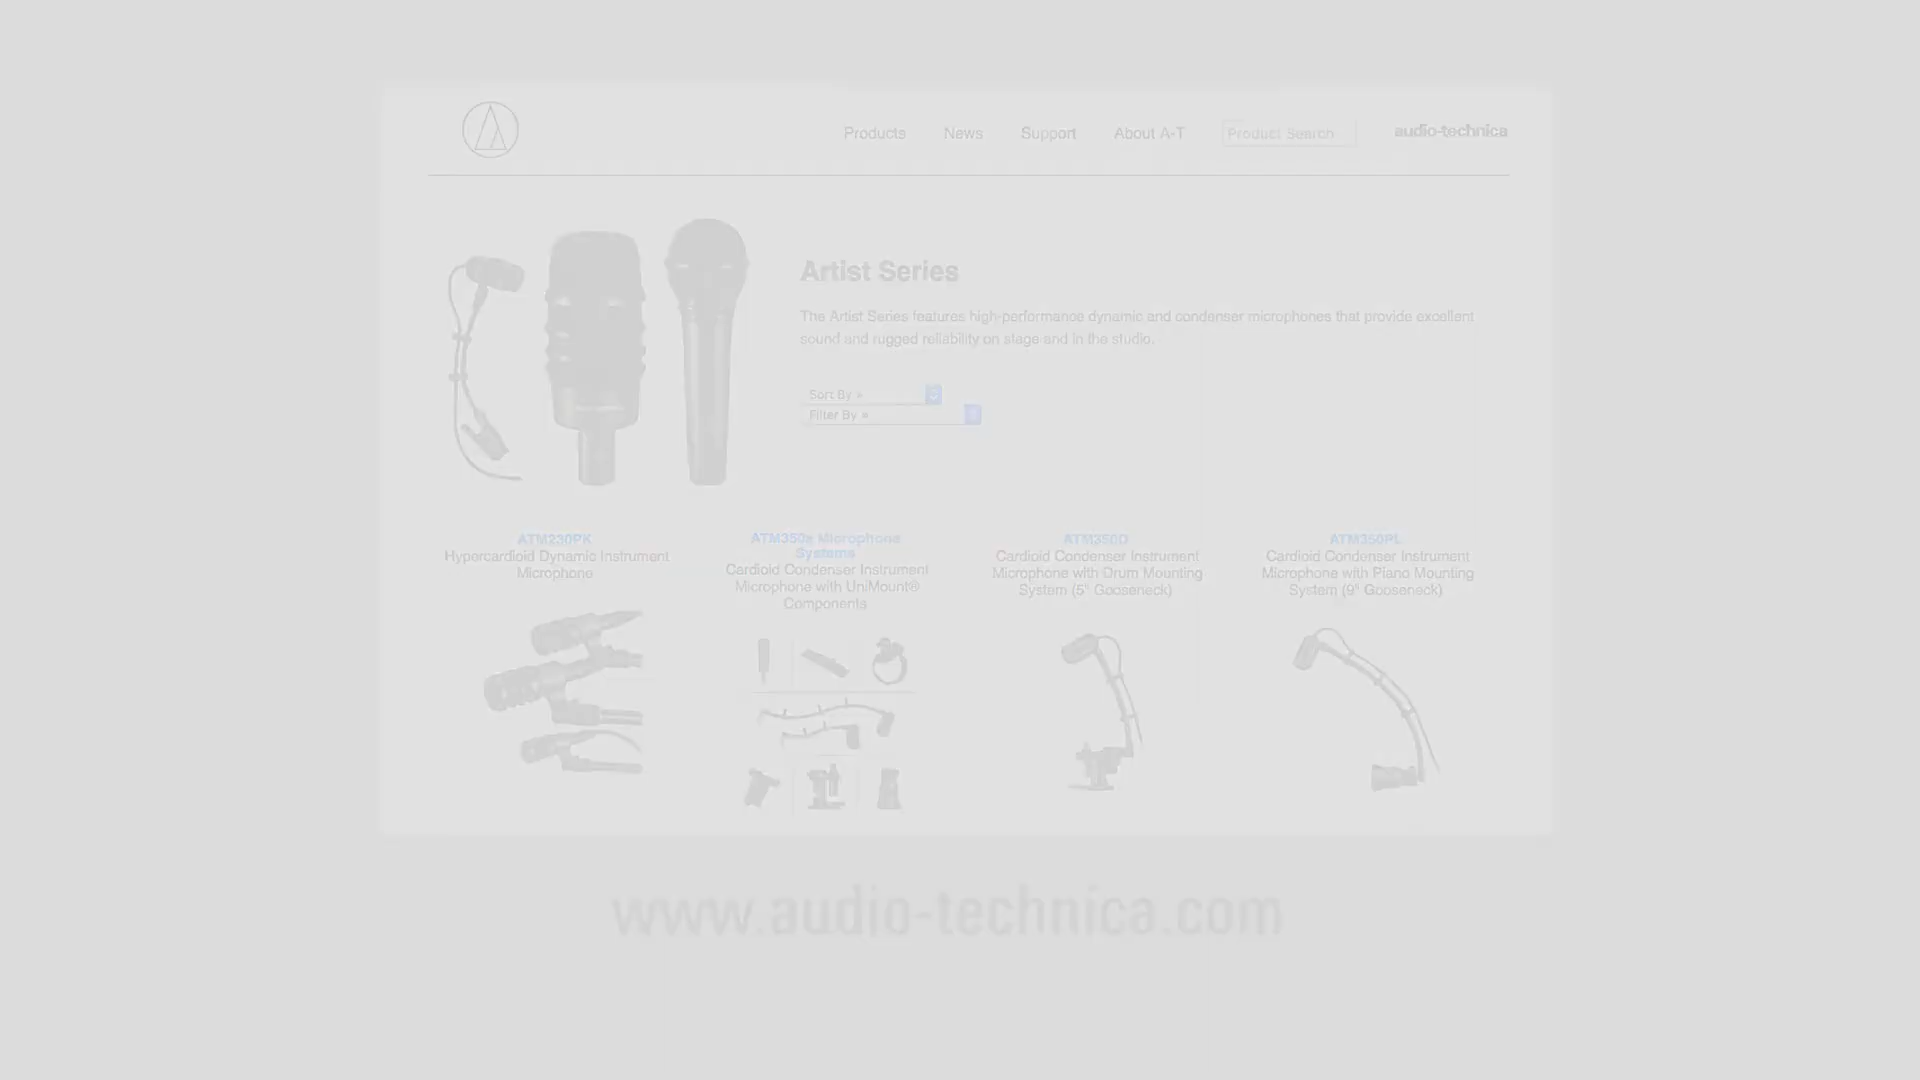 Products News Support About A-T Product Search audio-technica
Artist Series
The Artist Series features high-performance dynamic and condenser microphones that provide excellent
sound and rugged reliability on stage and in the studio.
Sort By »
Filter By »
ATM230PK
Hypercardioid Dynamic Instrument
Microphone
ATM350a Microphone
Systems
Cardioid Condenser Instrument
Microphone with UniMount®
Components
ATM350D
Cardioid Condenser Instrument
Microphone with Drum Mounting
System (5" Gooseneck)
ATM350PL
Cardioid Condenser Instrument
Microphone with Piano Mounting
System (9" Gooseneck)
www.audio-technica.com